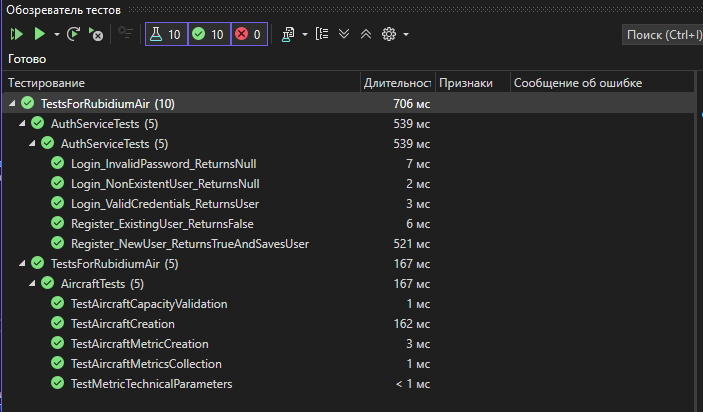 Обозреватель тестов
10 10 0 Поиск (Ctrl+I)
Готово
Тестирование Длительност Признаки Сообщение об ошибке
TestsForRubidiumAir (10) 706 мс
AuthServiceTests (5) 539 мс
AuthServiceTests (5) 539 мс
Login_InvalidPassword_ReturnsNull 7 мс
Login_NonExistentUser_ReturnsNull 2 мс
Login_ValidCredentials_ReturnsUser 3 мс
Register_ExistingUser_ReturnsFalse 6 мс
Register_NewUser_ReturnsTrueAndSavesUser 521 мс
TestsForRubidiumAir (5) 167 мс
AircraftTests (5) 167 мс
TestAircraftCapacityValidation 1 мс
TestAircraftCreation 162 мс
TestAircraftMetricCreation 3 мс
TestAircraftMetricsCollection 1 мс
TestMetricTechnicalParameters < 1 мс